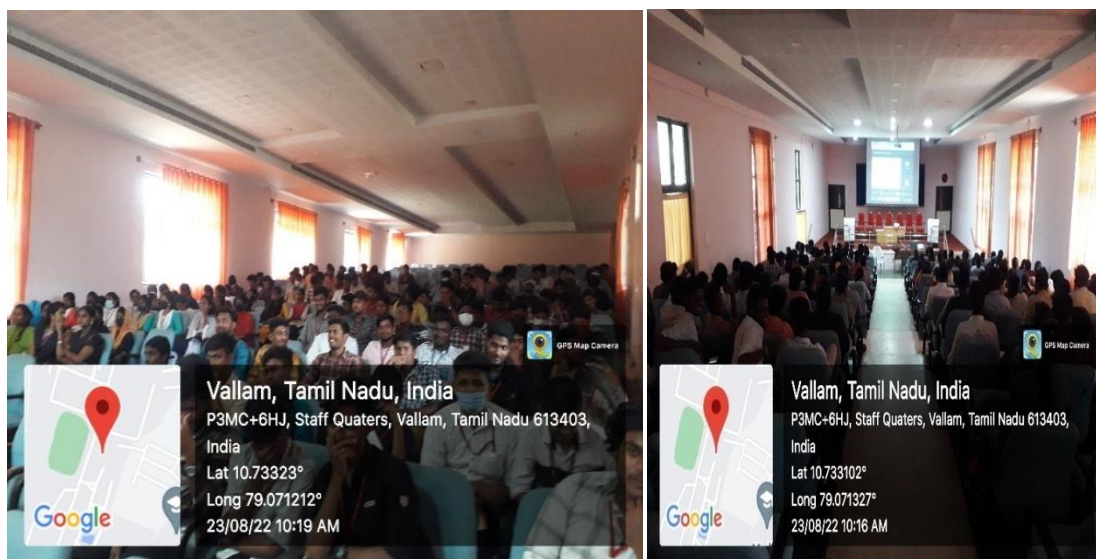 GPS Map Camera
Vallam, Tamil Nadu, India
P3MC+6HJ, Staff Quaters, Vallam, Tamil Nadu 613403,
India
Lat 10.73323°
Long 79.071212°
23/08/22 10:19 AM
Google
GPS Map Camera
Vallam, Tamil Nadu, India
P3MC+6HJ, Staff Quaters, Vallam, Tamil Nadu 613403,
India
Lat 10.733102°
Long 79.071327°
23/08/22 10:16 AM
Google